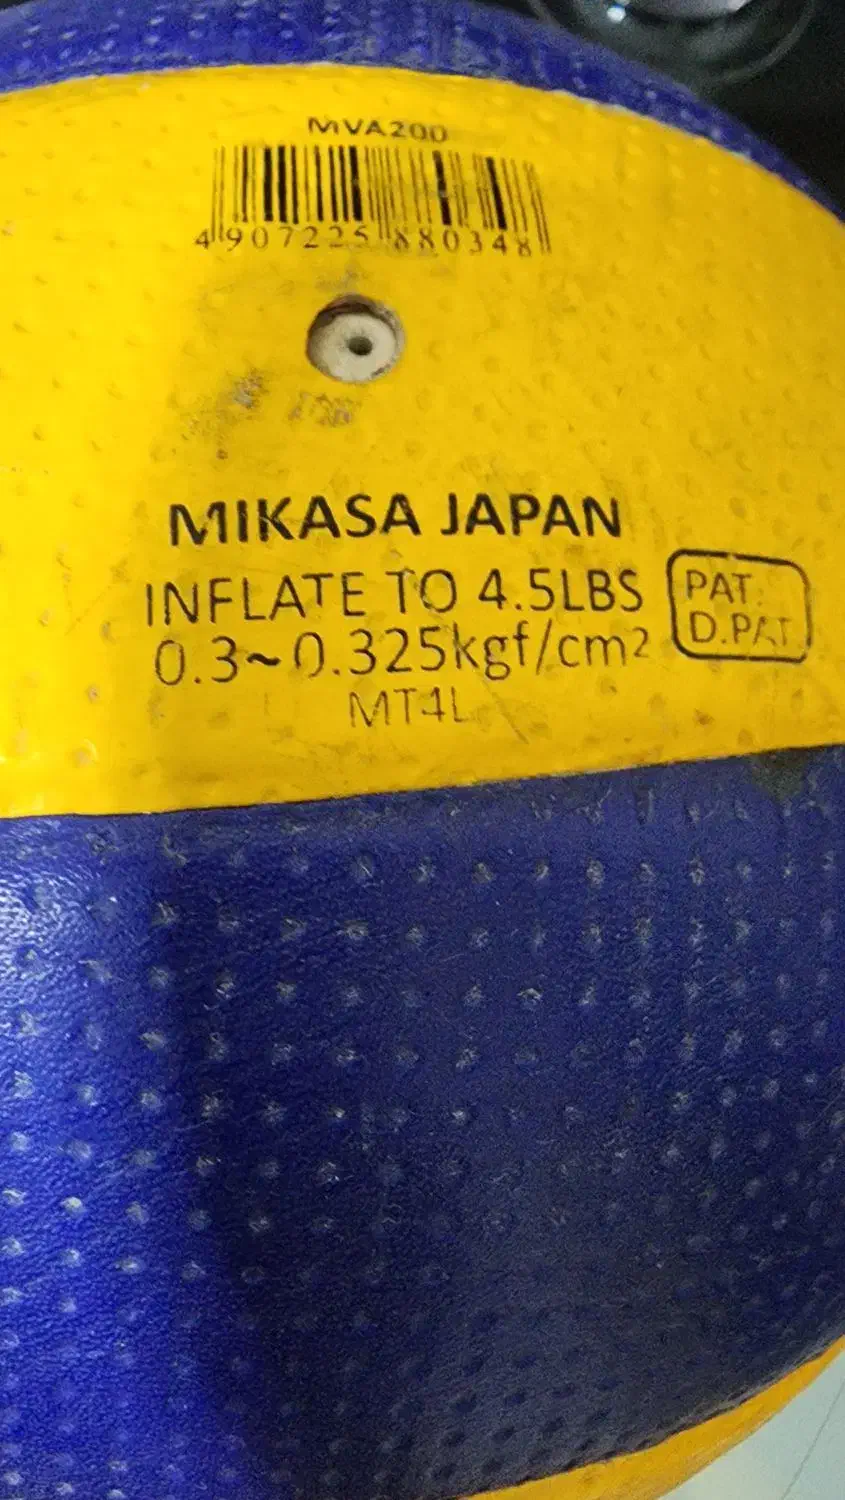 MVA200
4907225880348
MIKASA JAPAN
INFLATE TO 4.5LBS
0.3~0.325kgf/cm²
PAT.
D.PAT
MT4L